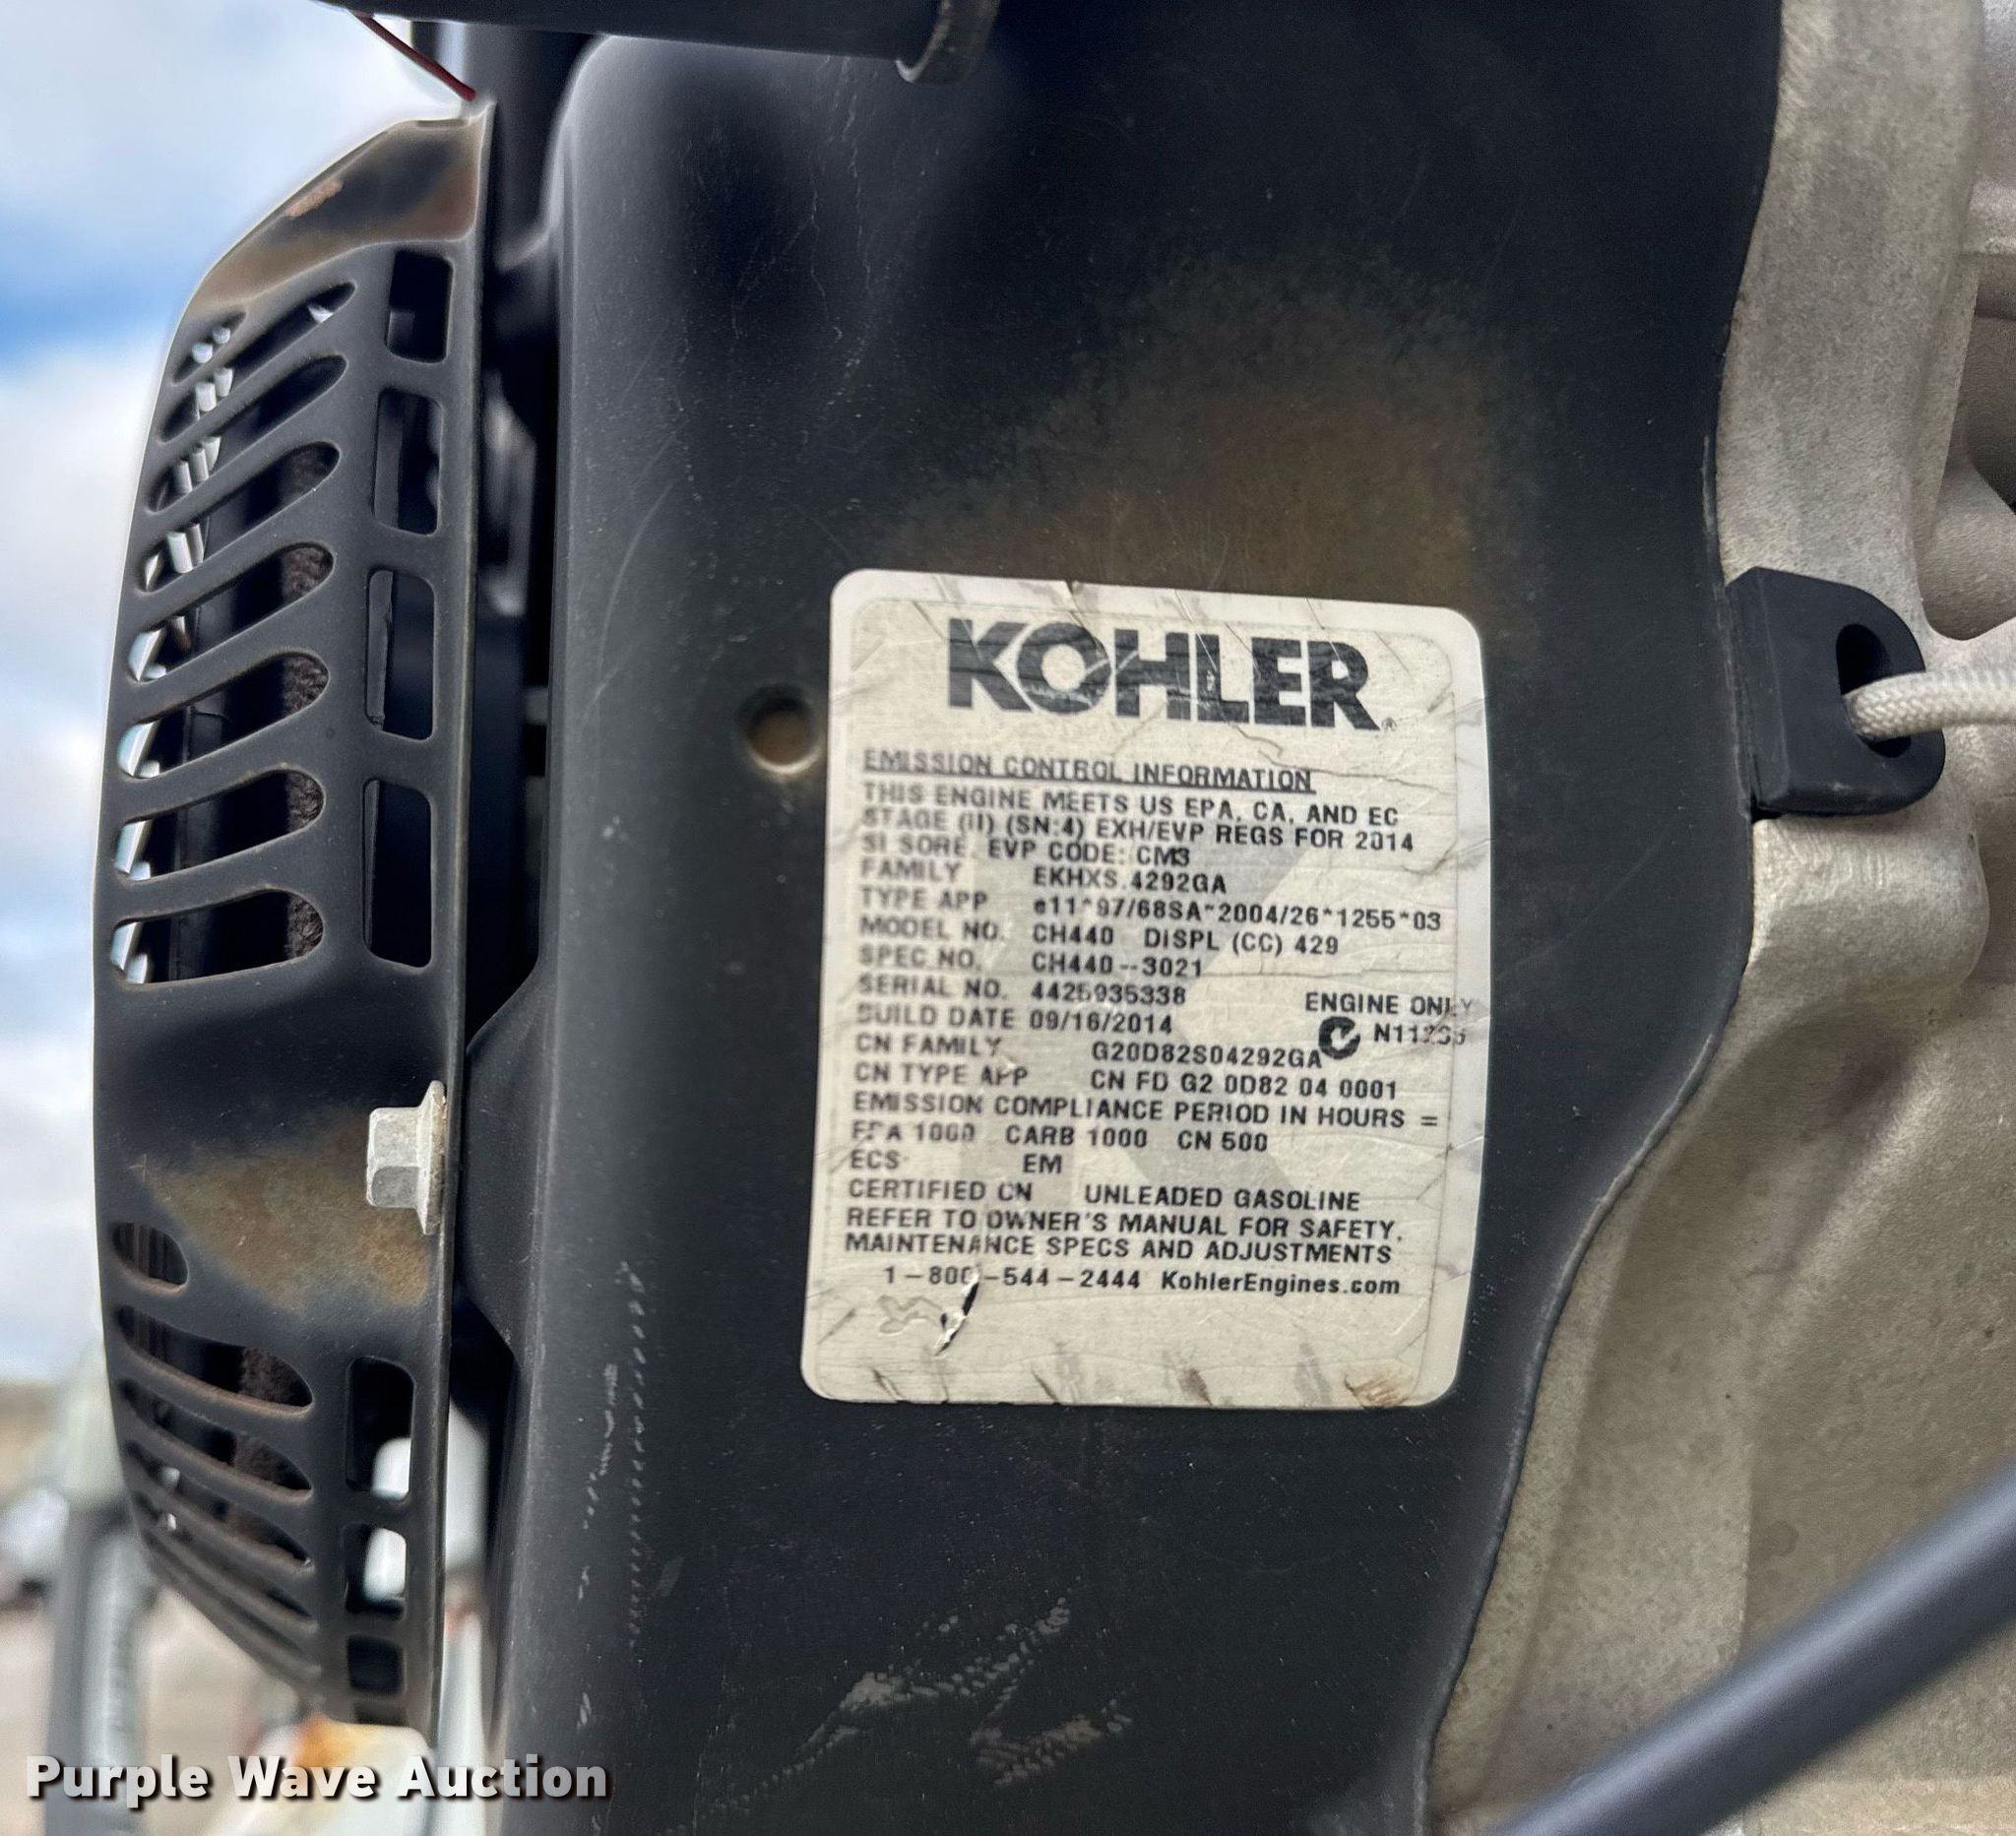 KOHLER®
EMISSION CONTROL INFORMATION
THIS ENGINE MEETS US EPA, CA, AND EC
STAGE (II) (SN:4) EXH/EVP REGS FOR 2014
SI SORE. EVP CODE: CM3
FAMILY EKHXS.4292GA
TYPE APP e11*97/68SA*2004/26*1255*03
MODEL NO. CH440 DISPL (CC) 429
SPEC NO. CH440--3021
SERIAL NO. 4425935338 ENGINE ONLY
BUILD DATE 09/16/2014
CN FAMILY G20D82S04292GA
CN TYPE APP CN FD G2 0D82 04 0001
EMISSION COMPLIANCE PERIOD IN HOURS =
EPA 1000 CARB 1000 CN 500
ECS EM
CERTIFIED ON UNLEADED GASOLINE
REFER TO OWNER'S MANUAL FOR SAFETY,
MAINTENANCE SPECS AND ADJUSTMENTS
1-800-544-2444 KohlerEngines.com
Purple Wave Auction